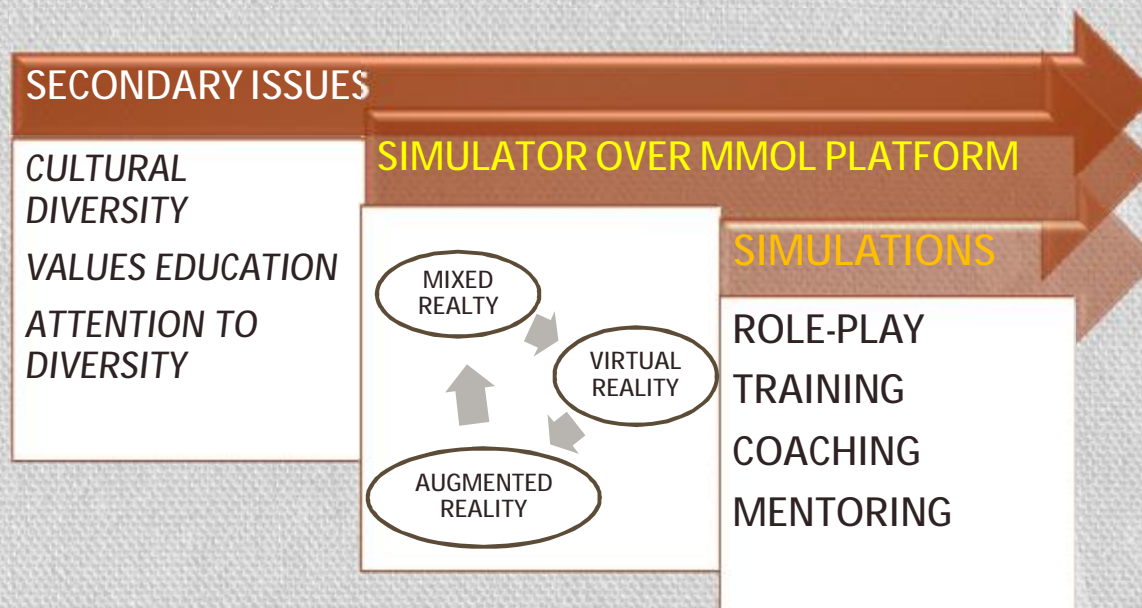 SECONDARY ISSUES
CULTURAL
DIVERSITY
VALUES EDUCATION
ATTENTION TO
DIVERSITY
SIMULATOR OVER MMOL PLATFORM
MIXED
REALTY
VIRTUAL
REALITY
AUGMENTED
REALITY
SIMULATIONS
ROLE-PLAY
TRAINING
COACHING
MENTORING